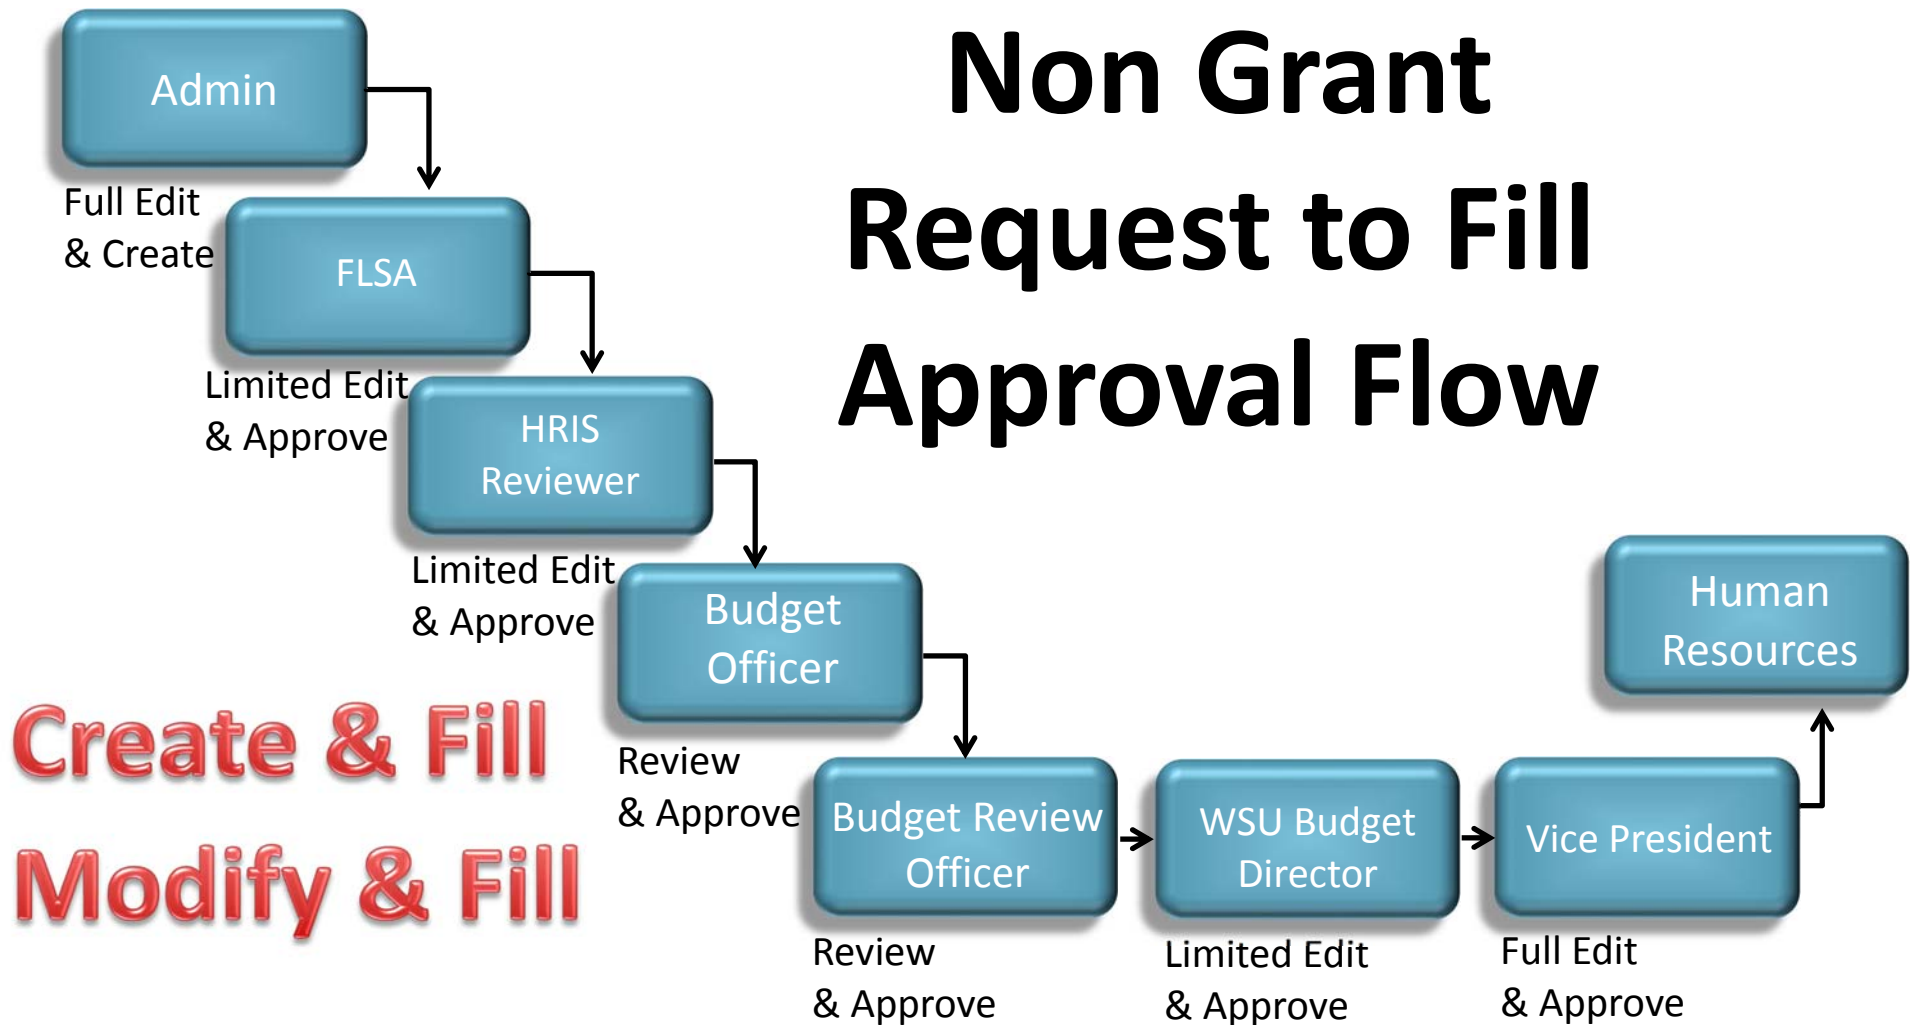 Non Grant
Request to Fill
Approval Flow
Admin
Full Edit
& Create
FLSA
Limited Edit
& Approve
HRIS
Reviewer
Limited Edit
& Approve
Budget
Officer
Review
& Approve
Budget Review
Officer
Review
& Approve
WSU Budget
Director
Limited Edit
& Approve
Vice President
Full Edit
& Approve
Human
Resources
Create & Fill
Modify & Fill